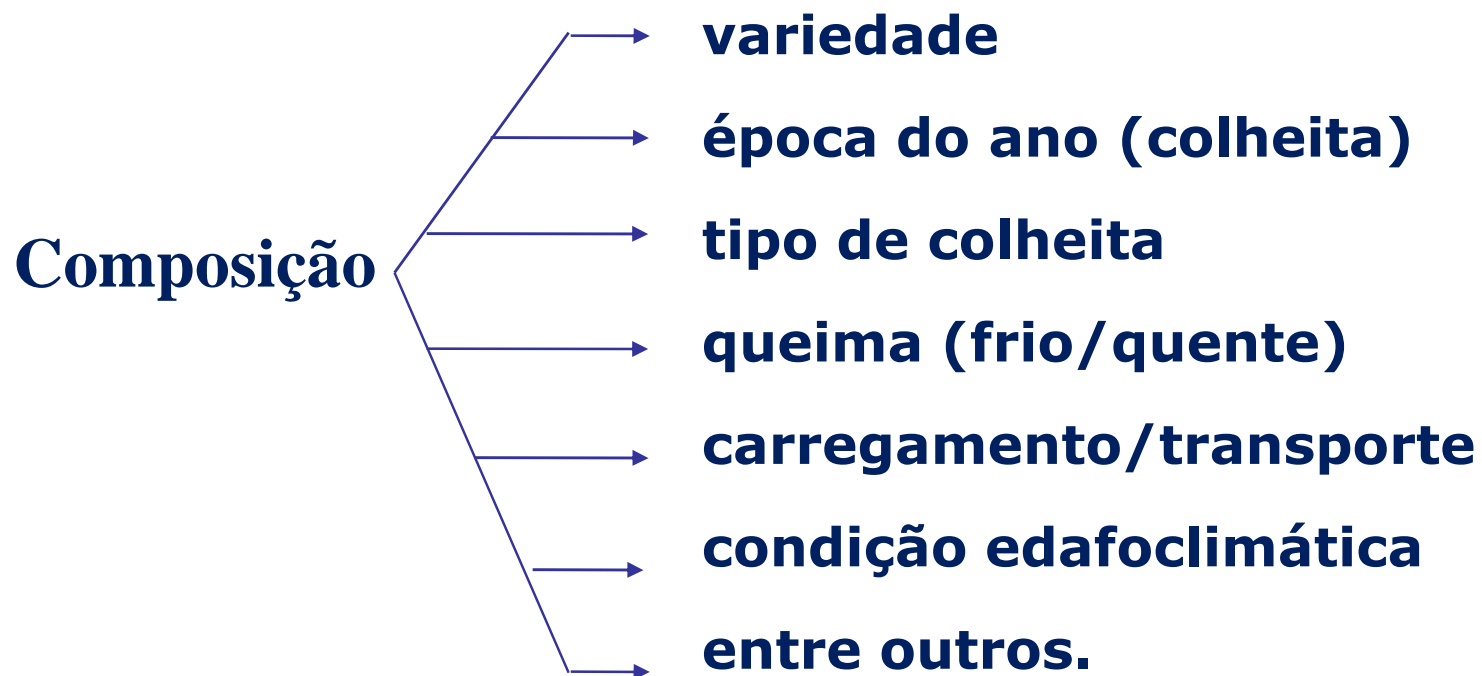 variedade
época do ano (colheita)
tipo de colheita
Composição
queima (frio/quente)
carregamento/transporte
condição edafoclimática
entre outros.